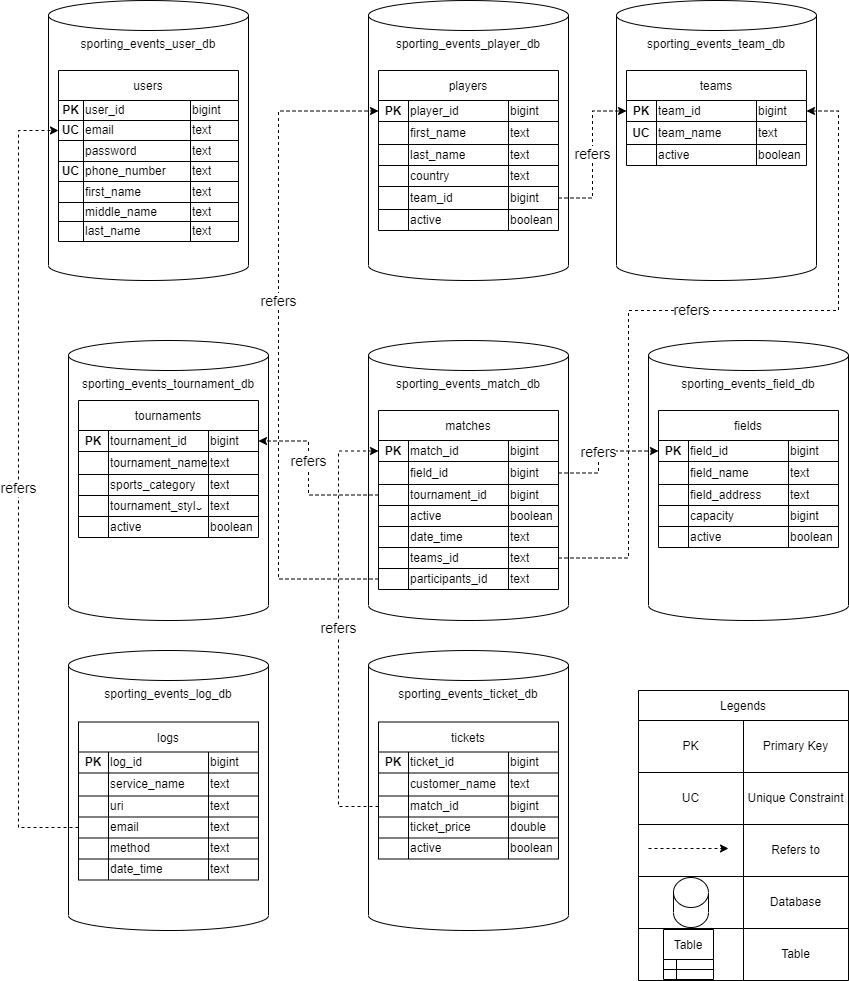 sporting_events_user_db
users
PK user_id bigint
UC email text
password text
UC phone_number text
first_name text
middle_name text
last_name text
sporting_events_player_db
players
PK player_id bigint
first_name text
last_name text
country text
team_id bigint
active boolean
sporting_events_team_db
teams
PK team_id bigint
UC team_name text
active boolean
refers
refers
refers
sporting_events_tournament_db
tournaments
PK tournament_id bigint
tournament_name text
sports_category text
tournament_style text
active boolean
refers
sporting_events_match_db
matches
PK match_id bigint
field_id bigint
tournament_id bigint
active boolean
date_time text
teams_id text
participants_id text
refers
sporting_events_field_db
fields
PK field_id bigint
field_name text
field_address text
capacity bigint
active boolean
refers
refers
sporting_events_log_db
logs
PK log_id bigint
service_name text
uri text
email text
method text
date_time text
sporting_events_ticket_db
tickets
PK ticket_id bigint
customer_name text
match_id bigint
ticket_price double
active boolean
Legends
PK Primary Key
UC Unique Constraint
Refers to
Database
Table Table